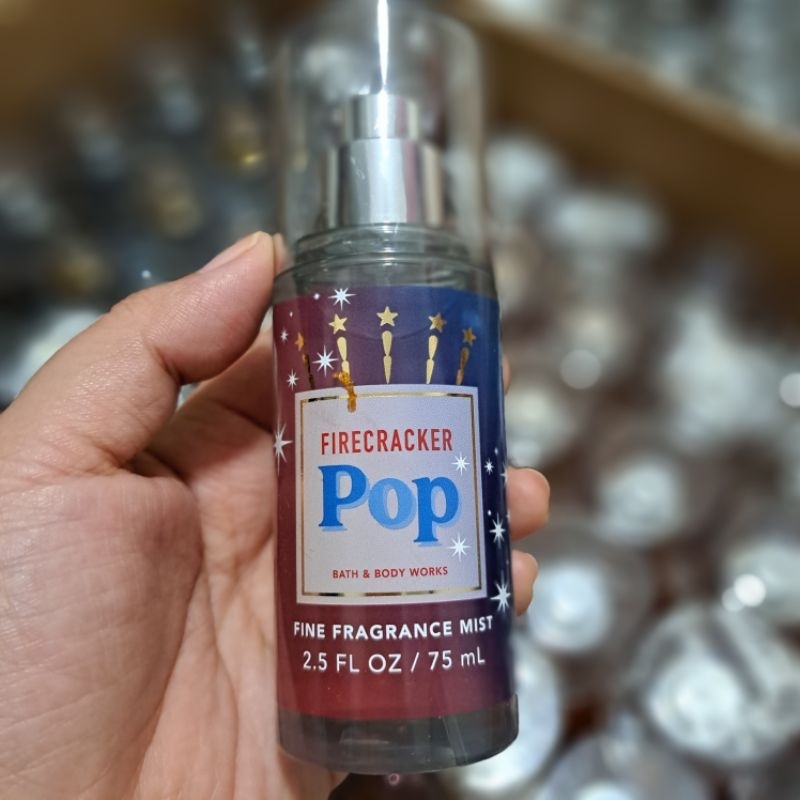 FIRECRACKER
Pop
BATH & BODY WORKS
FINE FRAGRANCE MIST
2.5 FL OZ / 75 mL